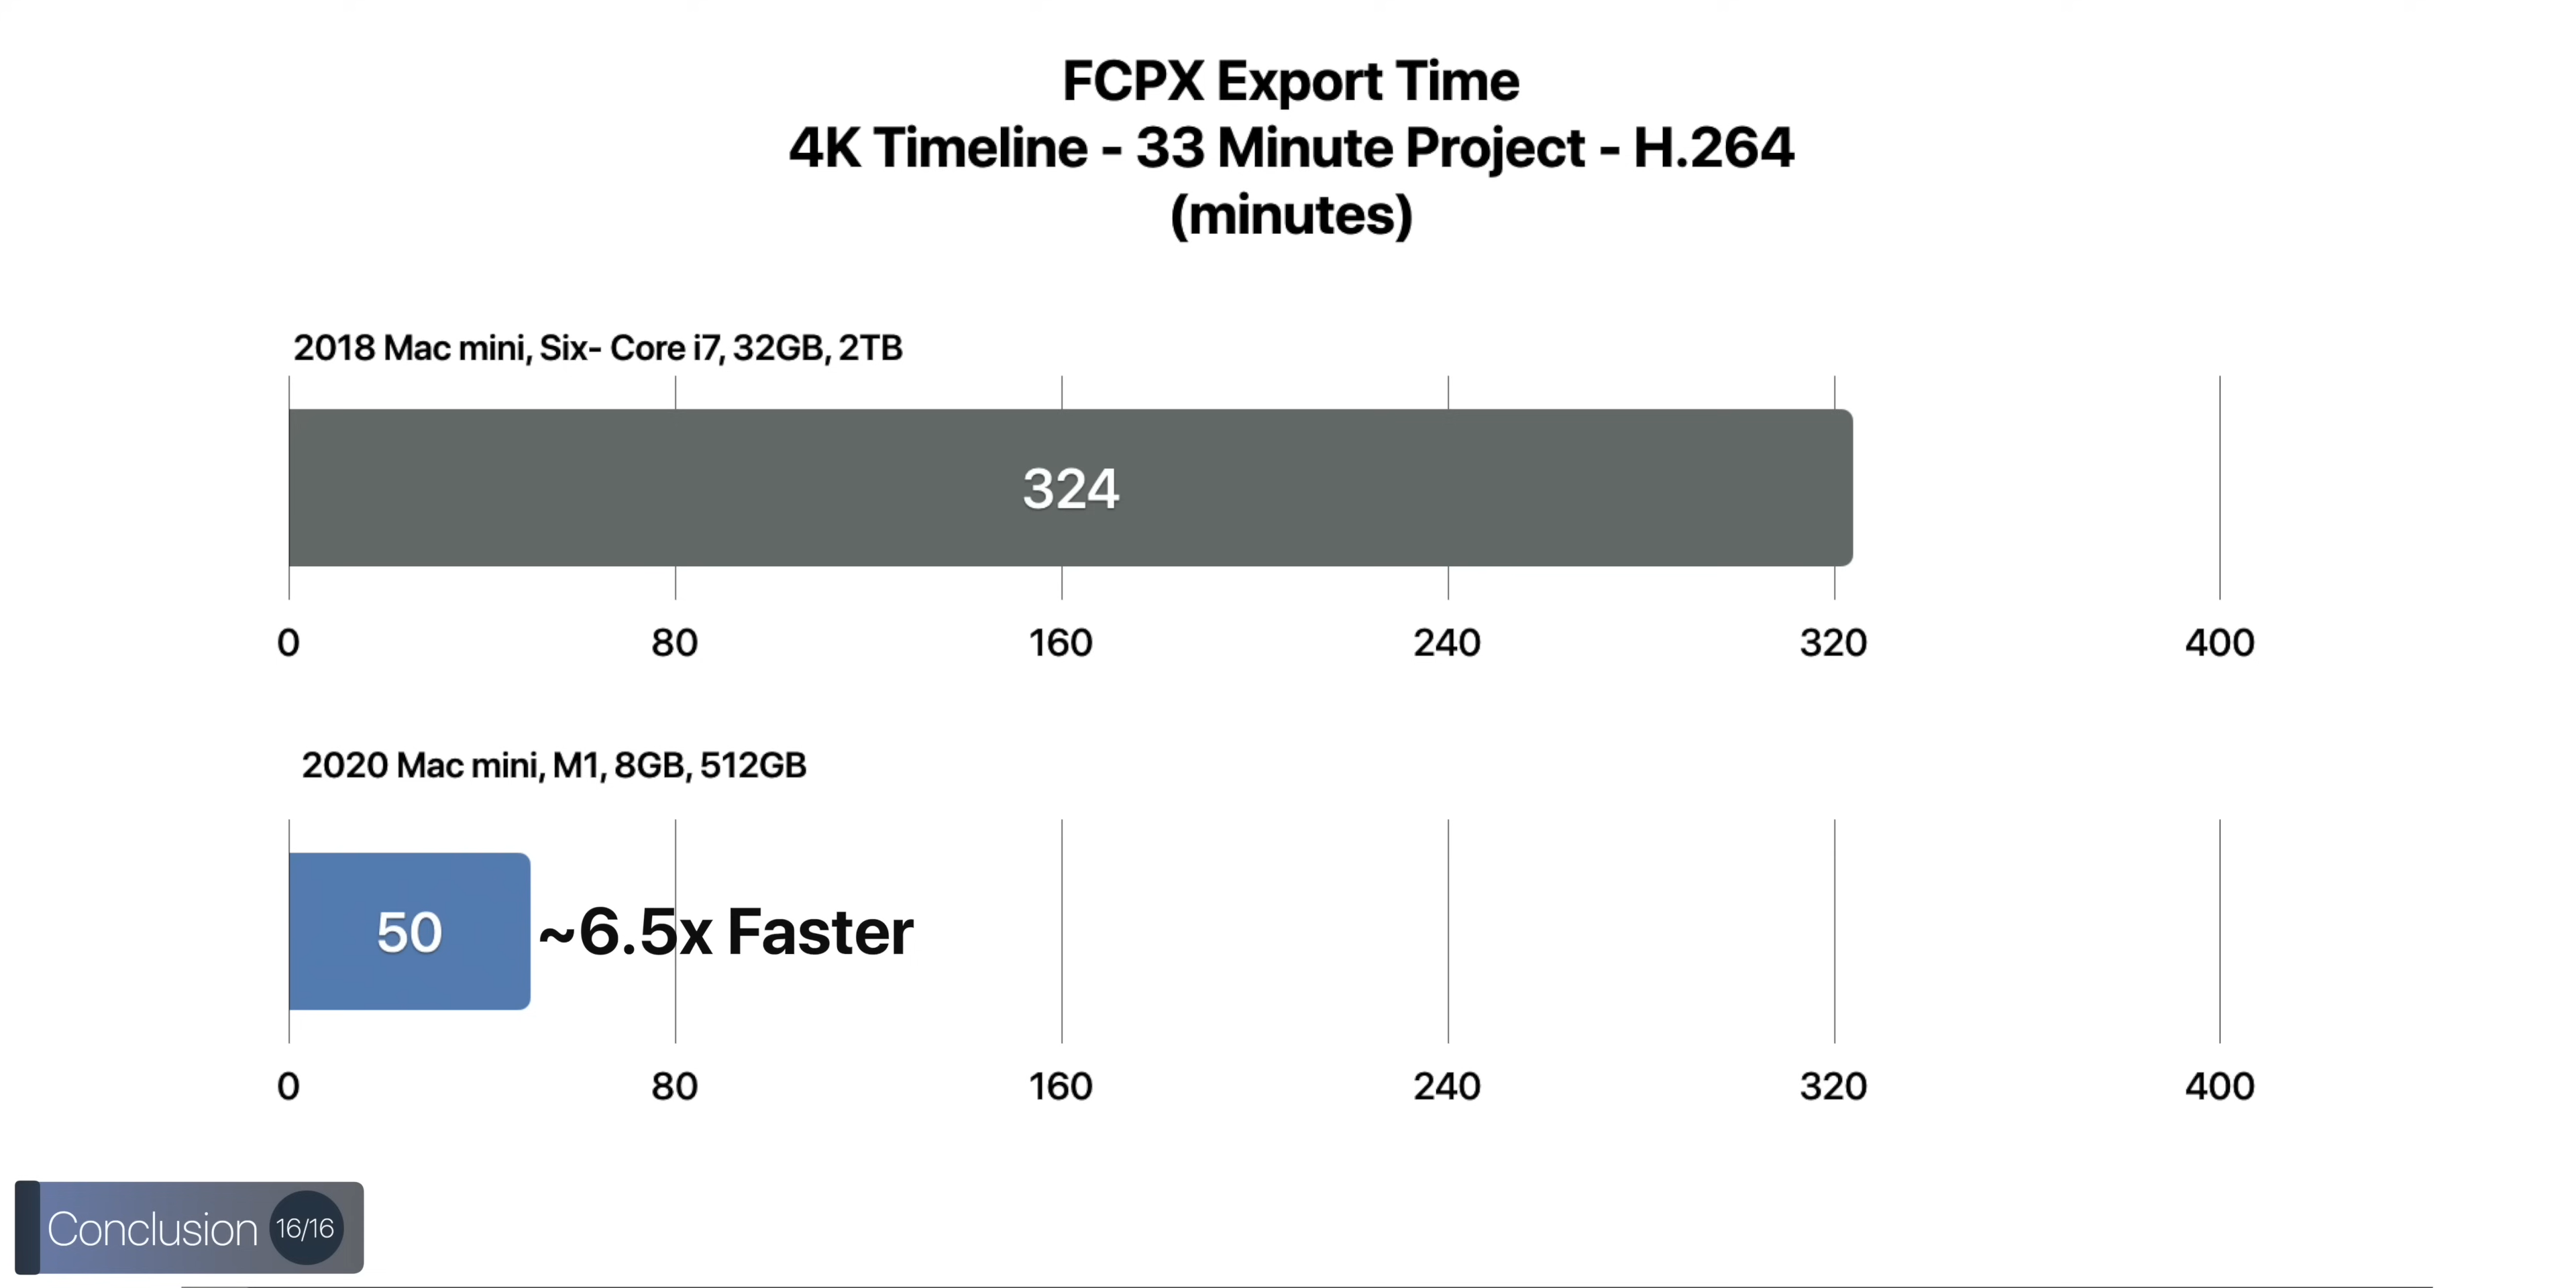 FCPX Export Time
4K Timeline - 33 Minute Project - H.264
(minutes)
2018 Mac mini, Six- Core i7, 32GB, 2TB
324
0 80 160 240 320 400
2020 Mac mini, M1, 8GB, 512GB
50 ~6.5x Faster
0 80 160 240 320 400
Conclusion 16/16